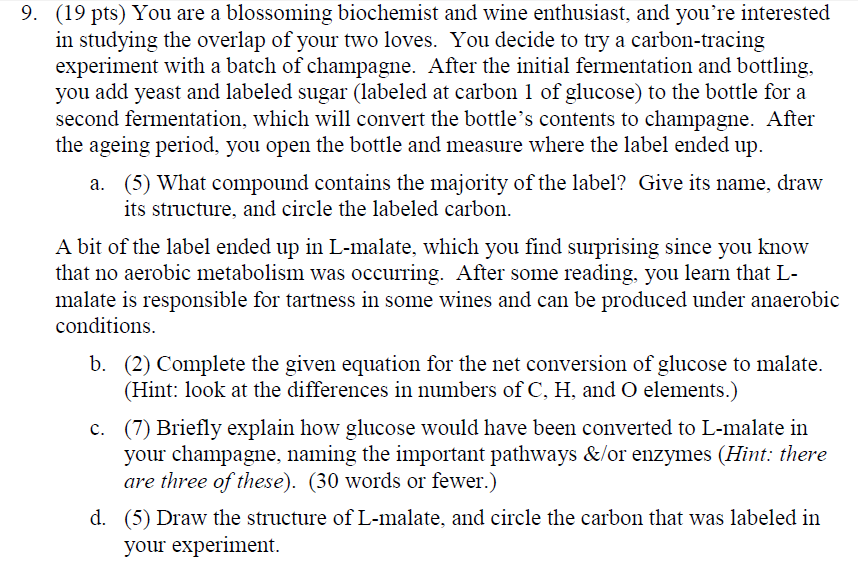 9. (19 pts) You are a blossoming biochemist and wine enthusiast, and you're interested
in studying the overlap of your two loves. You decide to try a carbon-tracing
experiment with a batch of champagne. After the initial fermentation and bottling,
you add yeast and labeled sugar (labeled at carbon 1 of glucose) to the bottle for a
second fermentation, which will convert the bottle's contents to champagne. After
the ageing period, you open the bottle and measure where the label ended up.
a. (5) What compound contains the majority of the label? Give its name, draw
its structure, and circle the labeled carbon.
A bit of the label ended up in L-malate, which you find surprising since you know
that no aerobic metabolism was occurring. After some reading, you learn that L-
malate is responsible for tartness in some wines and can be produced under anaerobic
conditions.
b. (2) Complete the given equation for the net conversion of glucose to malate.
(Hint: look at the differences in numbers of C, H, and O elements.)
c. (7) Briefly explain how glucose would have been converted to L-malate in
your champagne, naming the important pathways &/or enzymes (Hint: there
are three of these). (30 words or fewer.)
d. (5) Draw the structure of L-malate, and circle the carbon that was labeled in
your experiment.